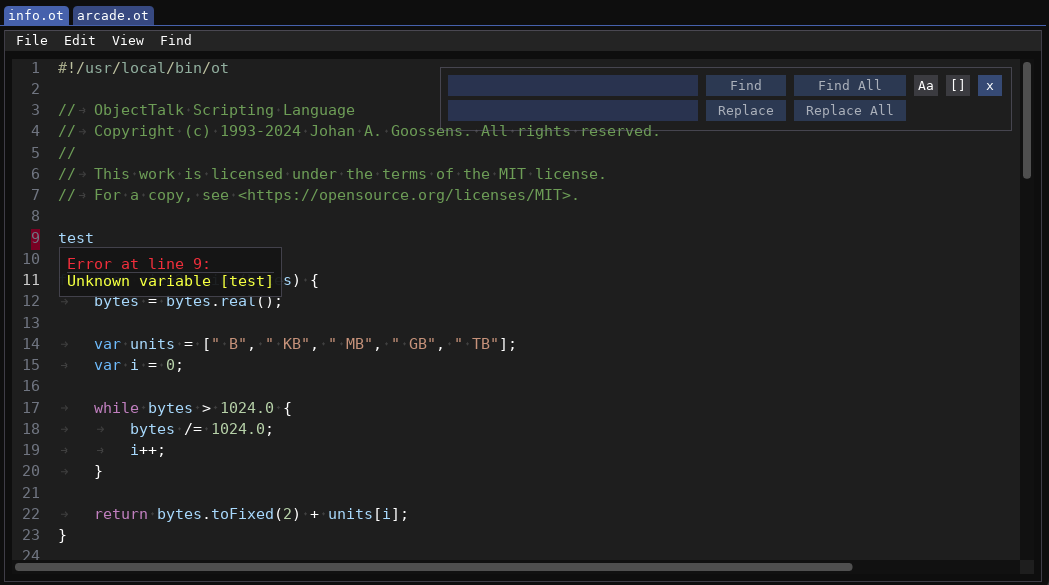 info.ot arcade.ot
File Edit View Find
Find Find All Aa [] x
Replace Replace All
1 #!/usr/local/bin/ot
2
3 // ObjectTalk Scripting Language
4 // Copyright (c) 1993-2024 Johan A. Goossens. All rights reserved.
5 //
6 // This work is licensed under the terms of the MIT license.
7 // For a copy, see <https://opensource.org/licenses/MIT>.
8
9 test
Error at line 9:
Unknown variable [test]
10
11 s) {
12 bytes = bytes.real();
13
14 var units = [" B", " KB", " MB", " GB", " TB"];
15 var i = 0;
16
17 while bytes > 1024.0 {
18 bytes /= 1024.0;
19 i++;
20 }
21
22 return bytes.toFixed(2) + units[i];
23 }
24